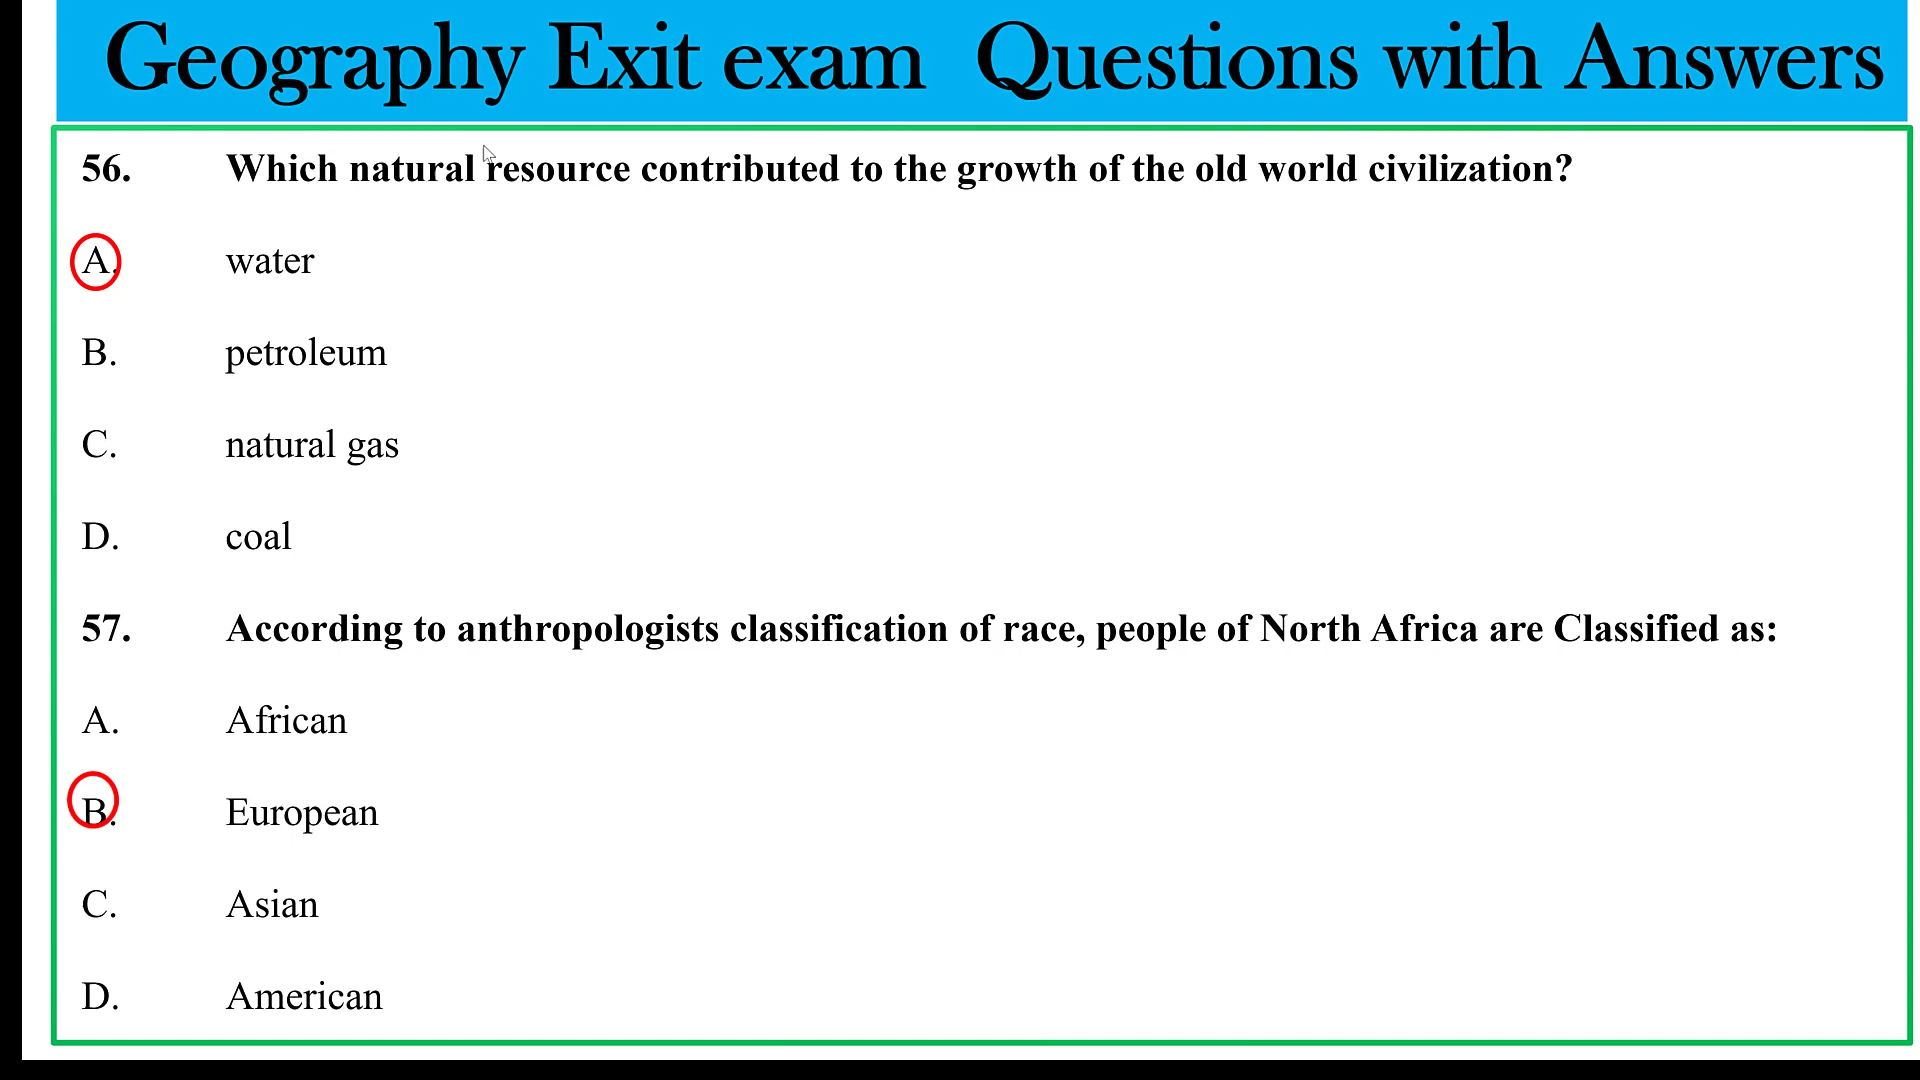 Geography Exit exam Questions with Answers
56. Which natural resource contributed to the growth of the old world civilization?
A. water
B. petroleum
C. natural gas
D. coal
57. According to anthropologists classification of race, people of North Africa are Classified as:
A. African
B. European
C. Asian
D. American